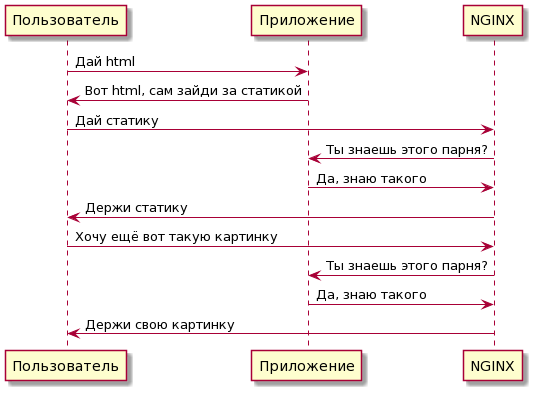 Пользователь Приложение NGINX
Дай html
Вот html, сам зайди за статикой
Дай статику
Ты знаешь этого парня?
Да, знаю такого
Держи статику
Хочу ещё вот такую картинку
Ты знаешь этого парня?
Да, знаю такого
Держи свою картинку
Пользователь Приложение NGINX